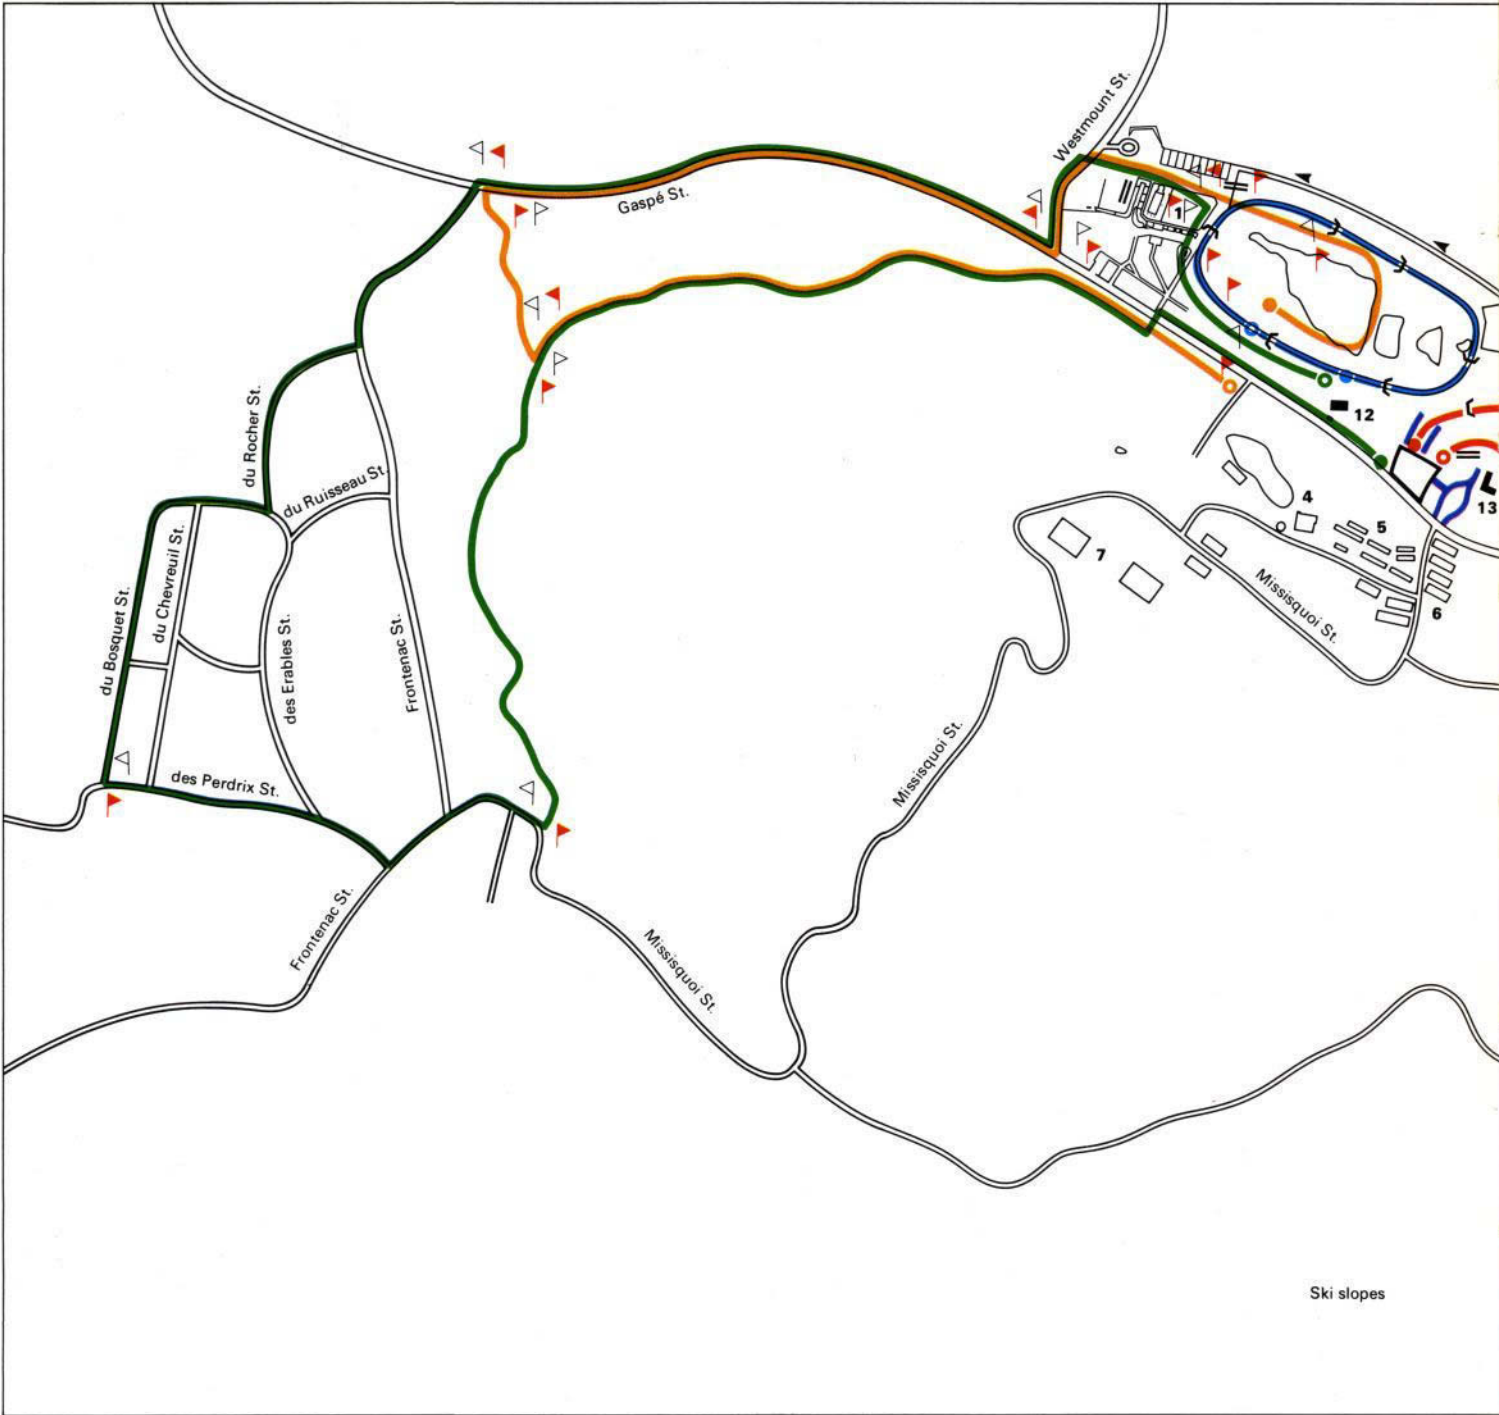 Westmount St.
Gaspé St.
1
du Rocher St.
12
du Ruisseau St.
4
13
5
du Chevreuil St.
7
Missisquoi St.
6
du Bosquet St.
des Erables St.
Frontenac St.
des Perdrix St.
Missisquoi St.
Frontenac St.
Missisquoi St.
Ski slopes